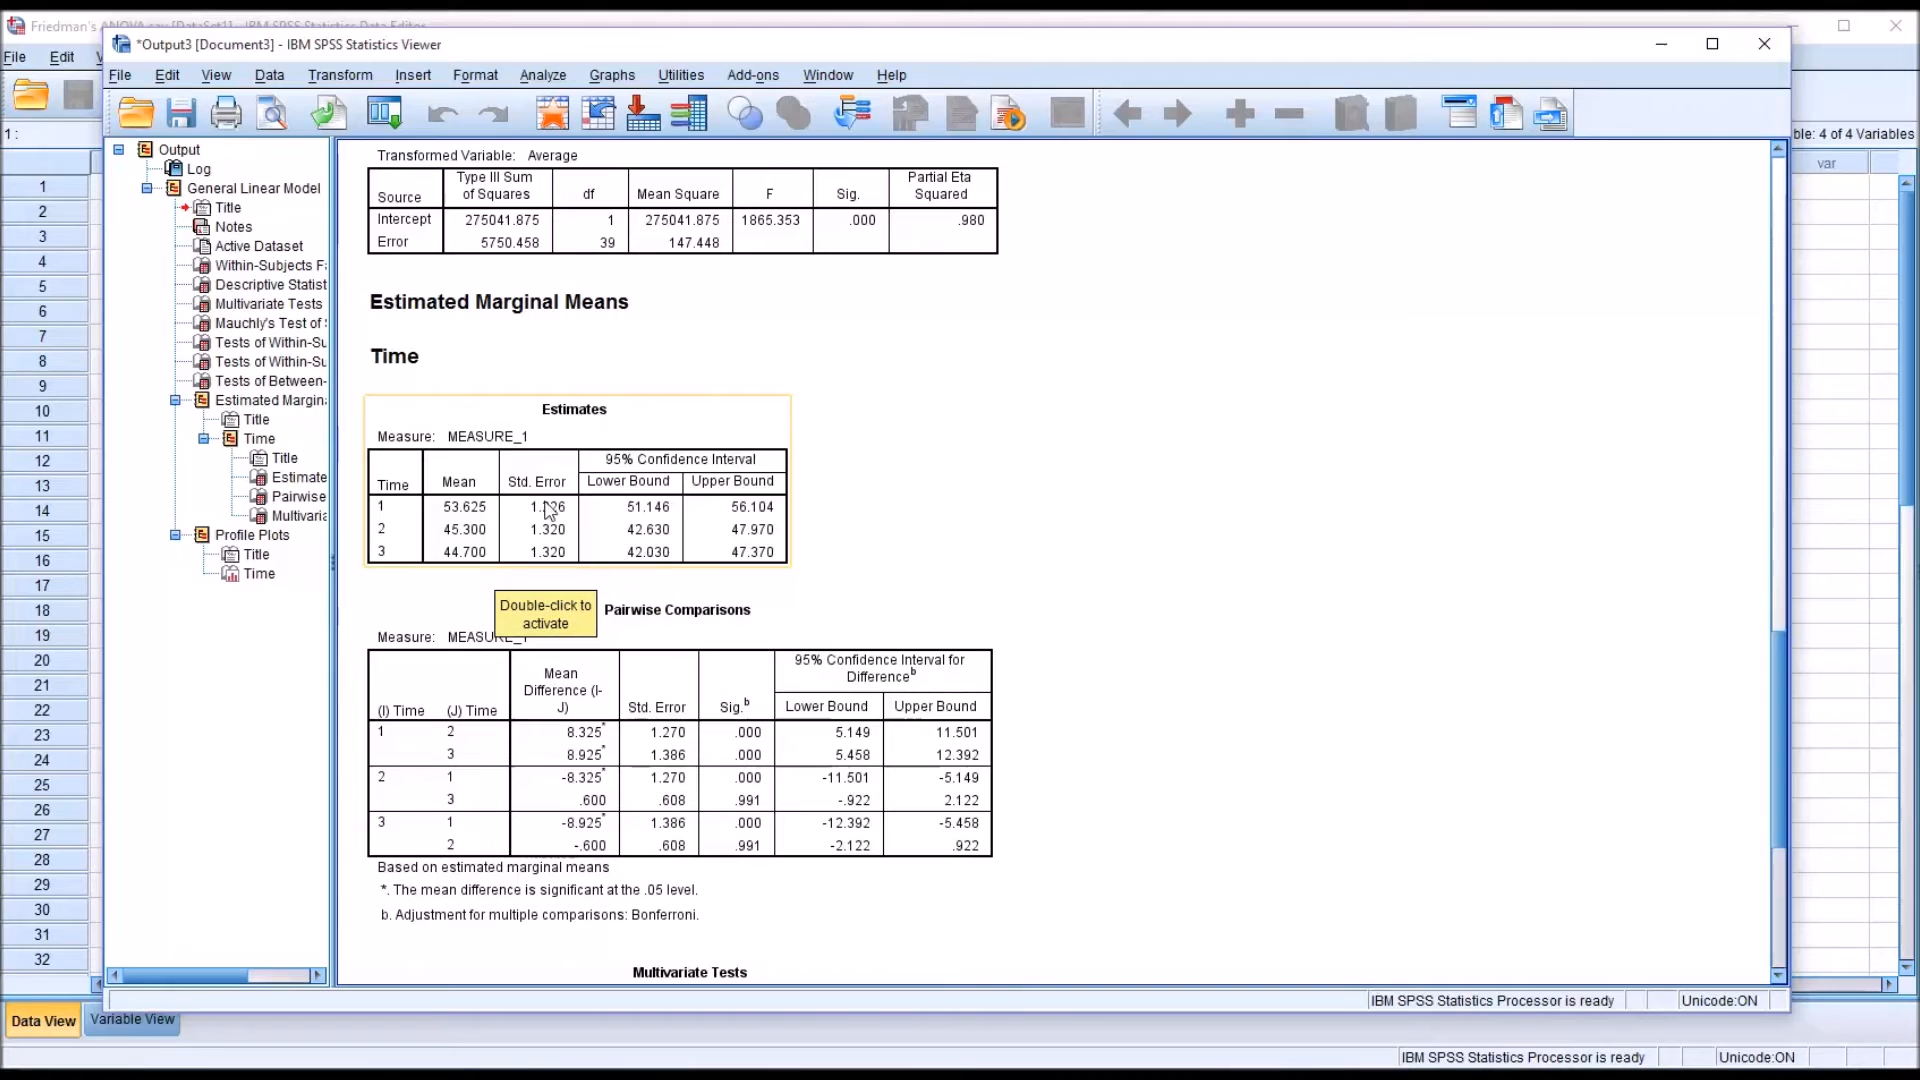 Friedman's ANOVA.sav [DataSet1] - IBM SPSS Statistics Data Editor
File Edit
1 :
ble: 4 of 4 Variables
var
1
2
3
4
5
6
7
8
9
10
11
12
13
14
15
16
17
18
19
20
21
22
23
24
25
26
27
28
29
30
31
32
Data View Variable View
IBM SPSS Statistics Processor is ready Unicode:ON
*Output3 [Document3] - IBM SPSS Statistics Viewer
File Edit View Data Transform Insert Format Analyze Graphs Utilities Add-ons Window Help
Output
Log
General Linear Model
Title
Notes
Active Dataset
Within-Subjects F
Descriptive Statist
Multivariate Tests
Mauchly's Test of
Tests of Within-Su
Tests of Within-Su
Tests of Between-
Estimated Margin
Title
Time
Title
Estimate
Pairwise
Multivaria
Profile Plots
Title
Time
Transformed Variable: Average
Source Type III Sum of Squares df Mean Square F Sig. Partial Eta Squared
Intercept 275041.875 1 275041.875 1865.353 .000 .980
Error 5750.458 39 147.448
Estimated Marginal Means
Time
Estimates
Measure: MEASURE_1
95% Confidence Interval
Time Mean Std. Error Lower Bound Upper Bound
1 53.625 51.146 56.104
2 45.300 1.320 42.630 47.970
3 44.700 1.320 42.030 47.370
Double-click to
activate
Pairwise Comparisons
Measure:
95% Confidence Interval for
Difference b
(I) Time (J) Time Mean Difference (I-J) Std. Error Sig.b Lower Bound Upper Bound
1 2 8.325* 1.270 .000 5.149 11.501
3 8.925* 1.386 .000 5.458 12.392
2 1 -8.325* 1.270 .000 -11.501 -5.149
3 .600 .608 .991 -.922 2.122
3 1 -8.925* 1.386 .000 -12.392 -5.458
2 -.600 .608 .991 -2.122 .922
Based on estimated marginal means
*. The mean difference is significant at the .05 level.
b. Adjustment for multiple comparisons: Bonferroni.
Multivariate Tests
IBM SPSS Statistics Processor is ready Unicode:ON